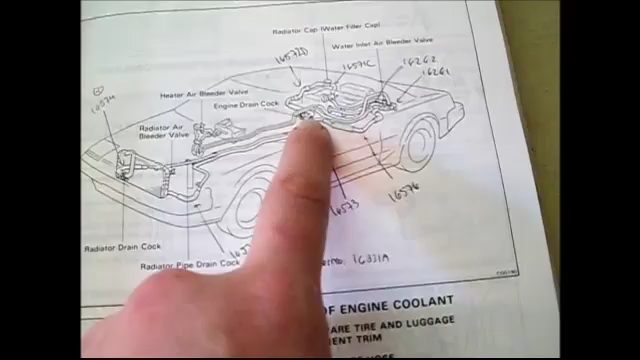 Radiator Cap (Water Filler Cap)
Water Inlet Air Bleeder Valve
16571C
16262
16261
Heater Air Bleeder Valve
Engine Drain Cock
Radiator Air
Bleeder Valve
16573
16576
Radiator Drain Cock
Radiator Pipe Drain Cock
16331A
OF ENGINE COOLANT
ARE TIRE AND LUGGAGE
MENT TRIM